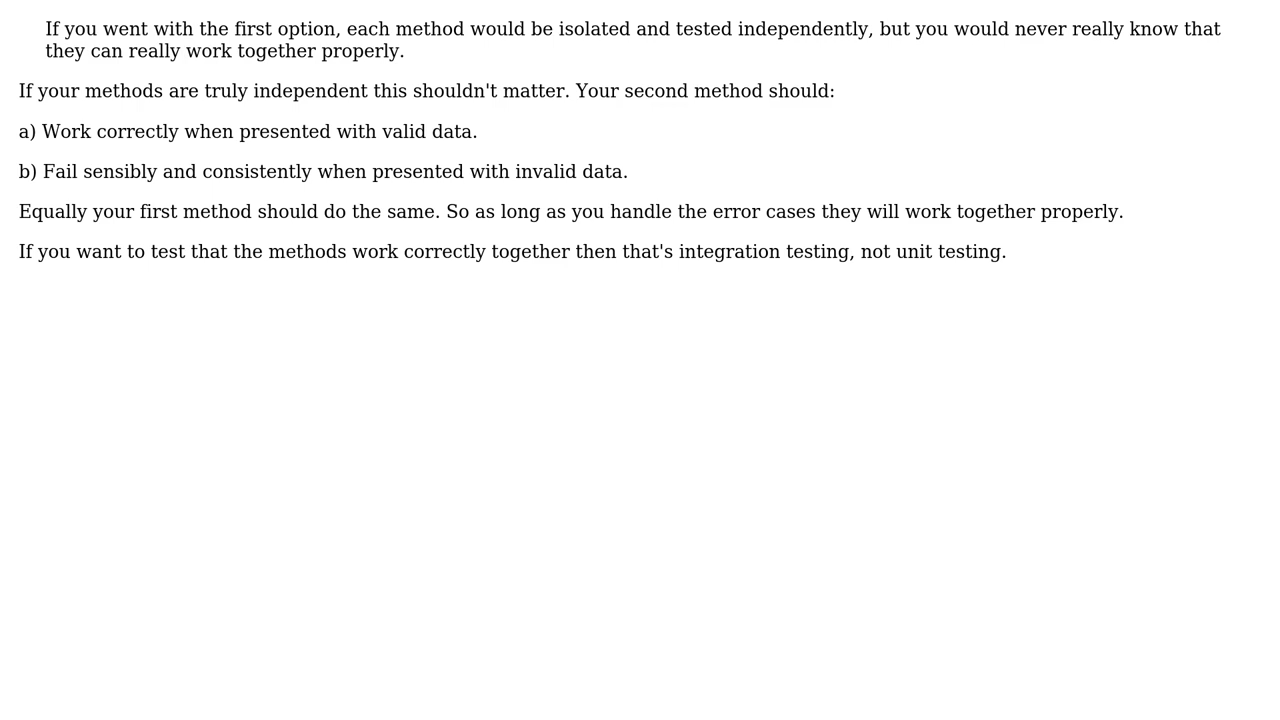 If you went with the first option, each method would be isolated and tested independently, but you would never really know that
they can really work together properly.
If your methods are truly independent this shouldn't matter. Your second method should:
a) Work correctly when presented with valid data.
b) Fail sensibly and consistently when presented with invalid data.
Equally your first method should do the same. So as long as you handle the error cases they will work together properly.
If you want to test that the methods work correctly together then that's integration testing, not unit testing.